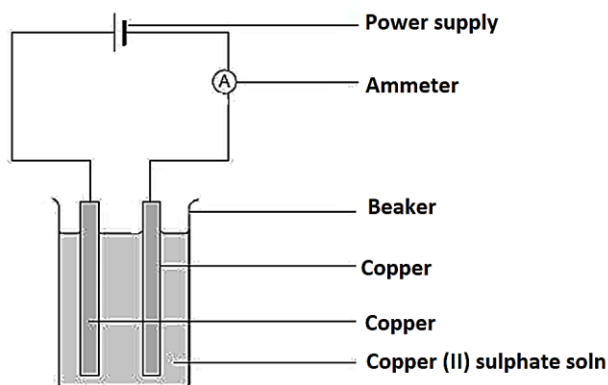 Power supply
A
Ammeter
Beaker
Copper
Copper
Copper (II) sulphate soln